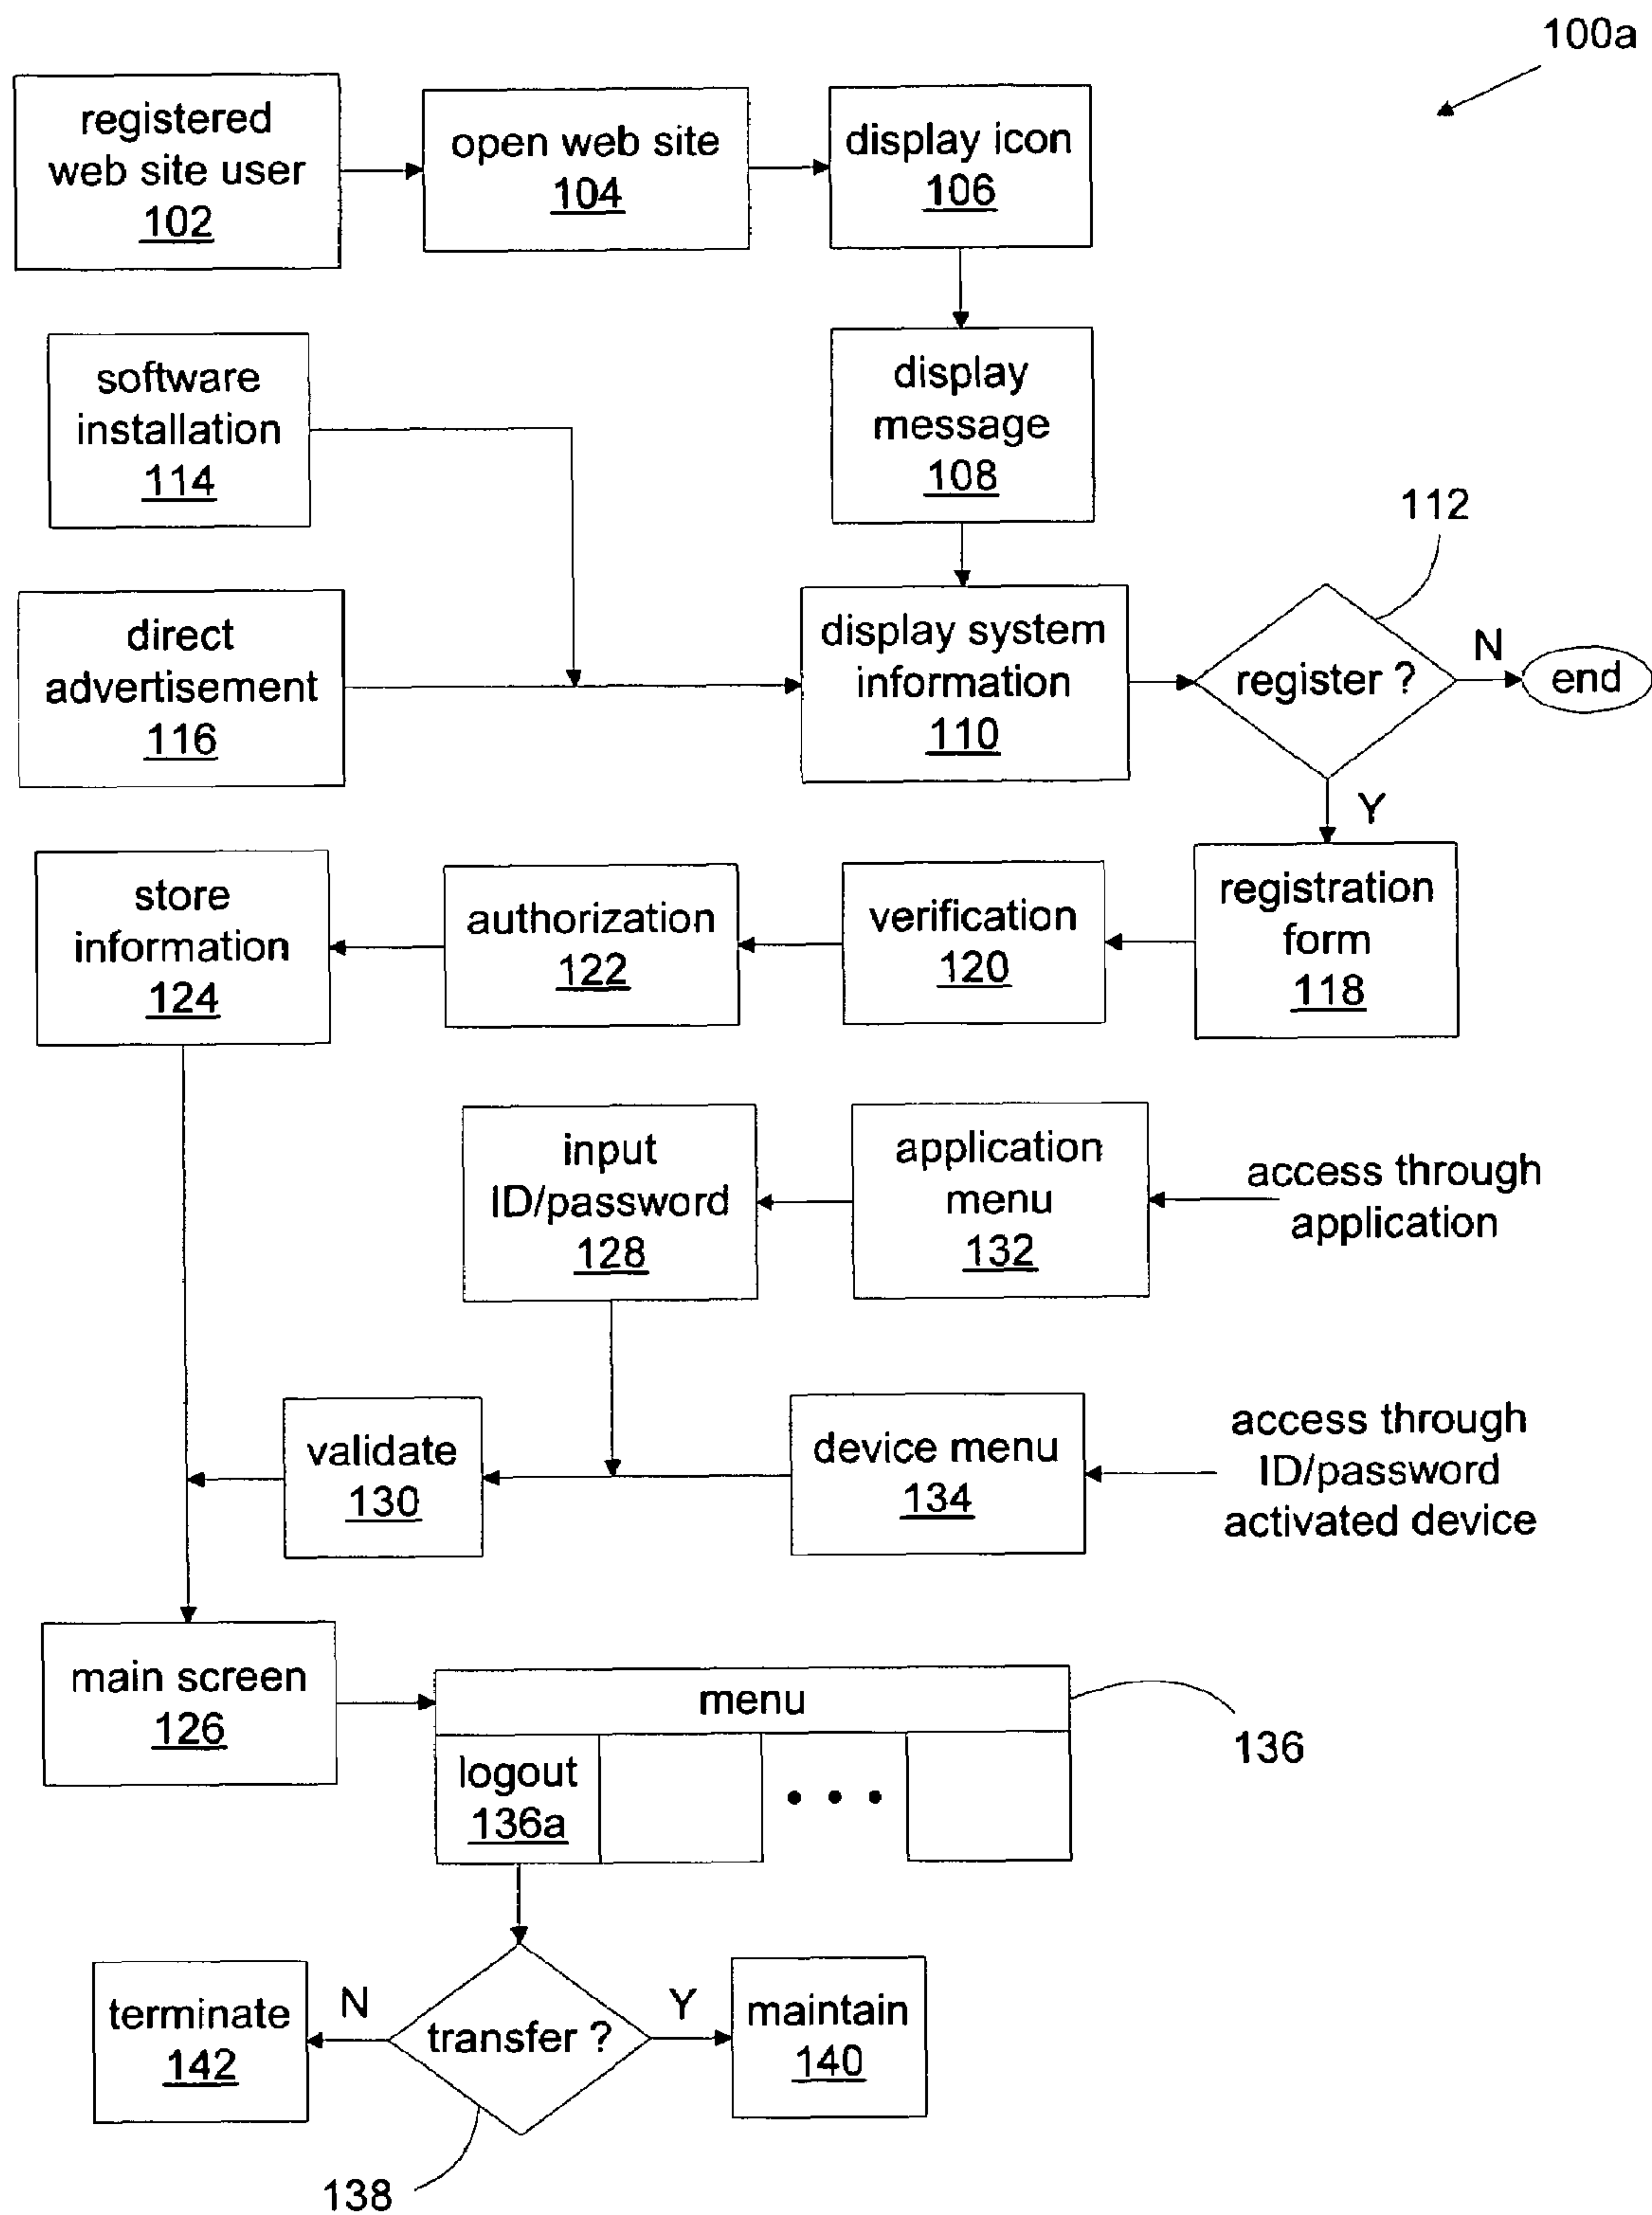 100a
registered
web site user
102
open web site
104
display icon
106
software
installation
114
display
message
108
112
direct
advertisement
116
display system
information
110
register ?
N
end
Y
store
information
124
authorization
122
verification
120
registration
form
118
input
ID/password
128
application
menu
132
access through
application
validate
130
device menu
134
access through
ID/password
activated device
main screen
126
menu
136
logout
136a
• • •
terminate
142
N
transfer ?
Y
maintain
140
138